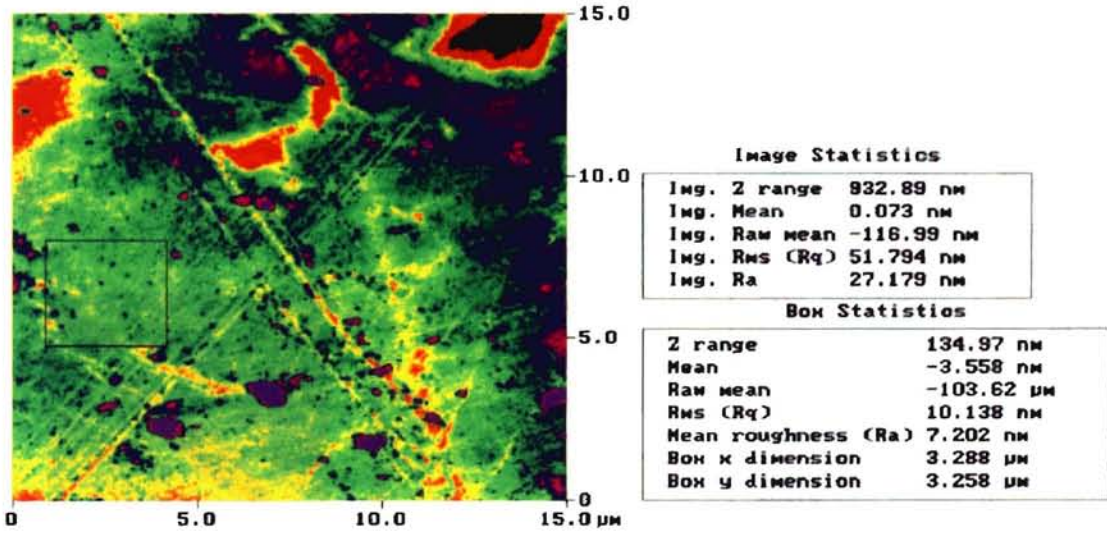 15.0
10.0
5.0
0
0 5.0 10.0 15.0 µm
Image Statistics
Img. Z range 932.89 nm
Img. Mean 0.073 nm
Img. Raw mean -116.99 nm
Img. Rms (Rq) 51.794 nm
Img. Ra 27.179 nm
Box Statistics
Z range 134.97 nm
Mean -3.558 nm
Raw mean -103.62 µm
Rms (Rq) 10.138 nm
Mean roughness (Ra) 7.202 nm
Box x dimension 3.288 µm
Box y dimension 3.258 µm